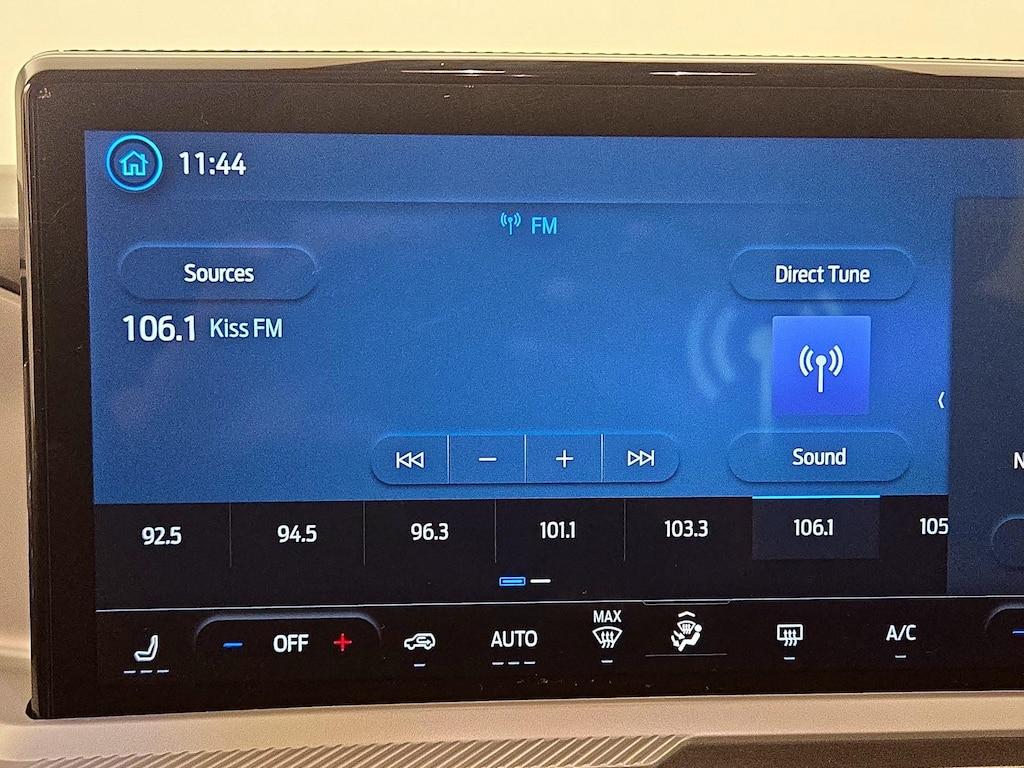 11:44
FM
Sources
Direct Tune
106.1 Kiss FM
Sound
92.5 94.5 96.3 101.1 103.3 106.1 105
OFF AUTO MAX A/C